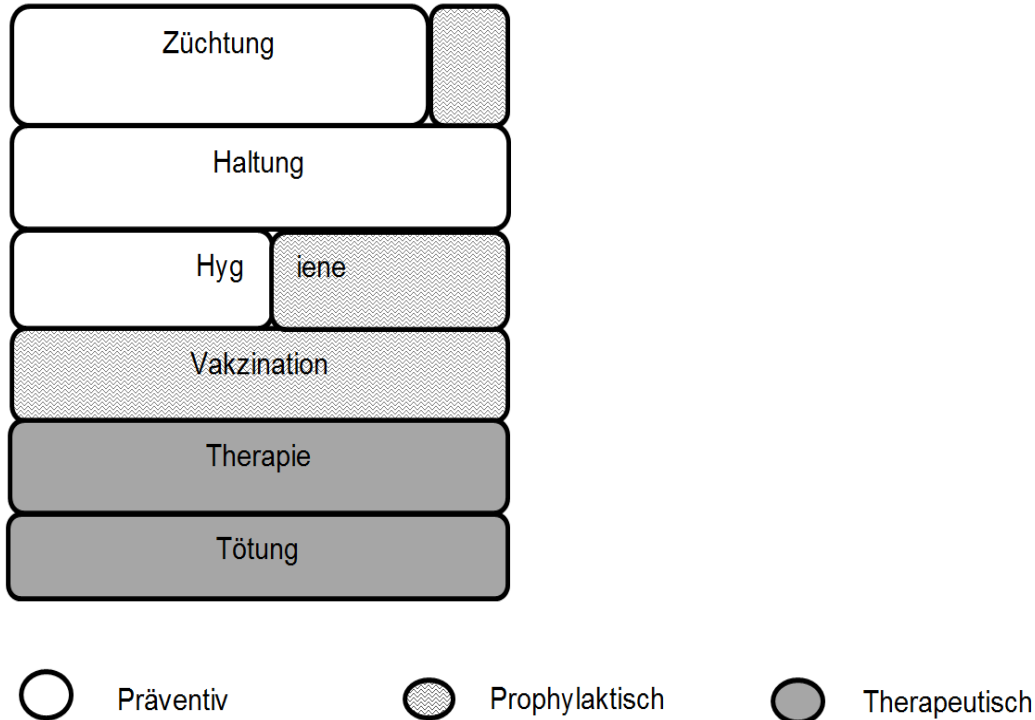 Züchtung
Haltung
Hyg iene
Vakzination
Therapie
Tötung
Präventiv Prophylaktisch Therapeutisch